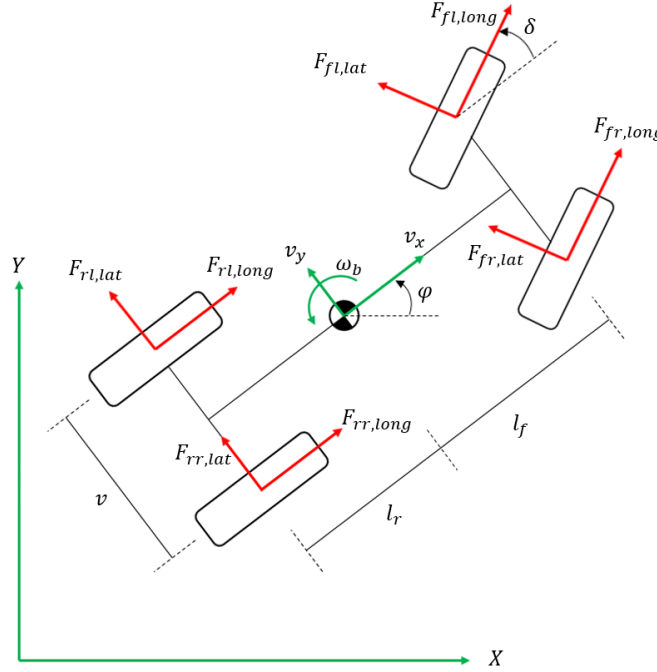 F_{fl,long}
δ
F_{fl,lat}
F_{fr,long}
Y
v_y
ω_b
v_x
F_{fr,lat}
F_{rl,lat}
F_{rl,long}
φ
F_{rr,long}
F_{rr,lat}
l_f
v
l_r
X